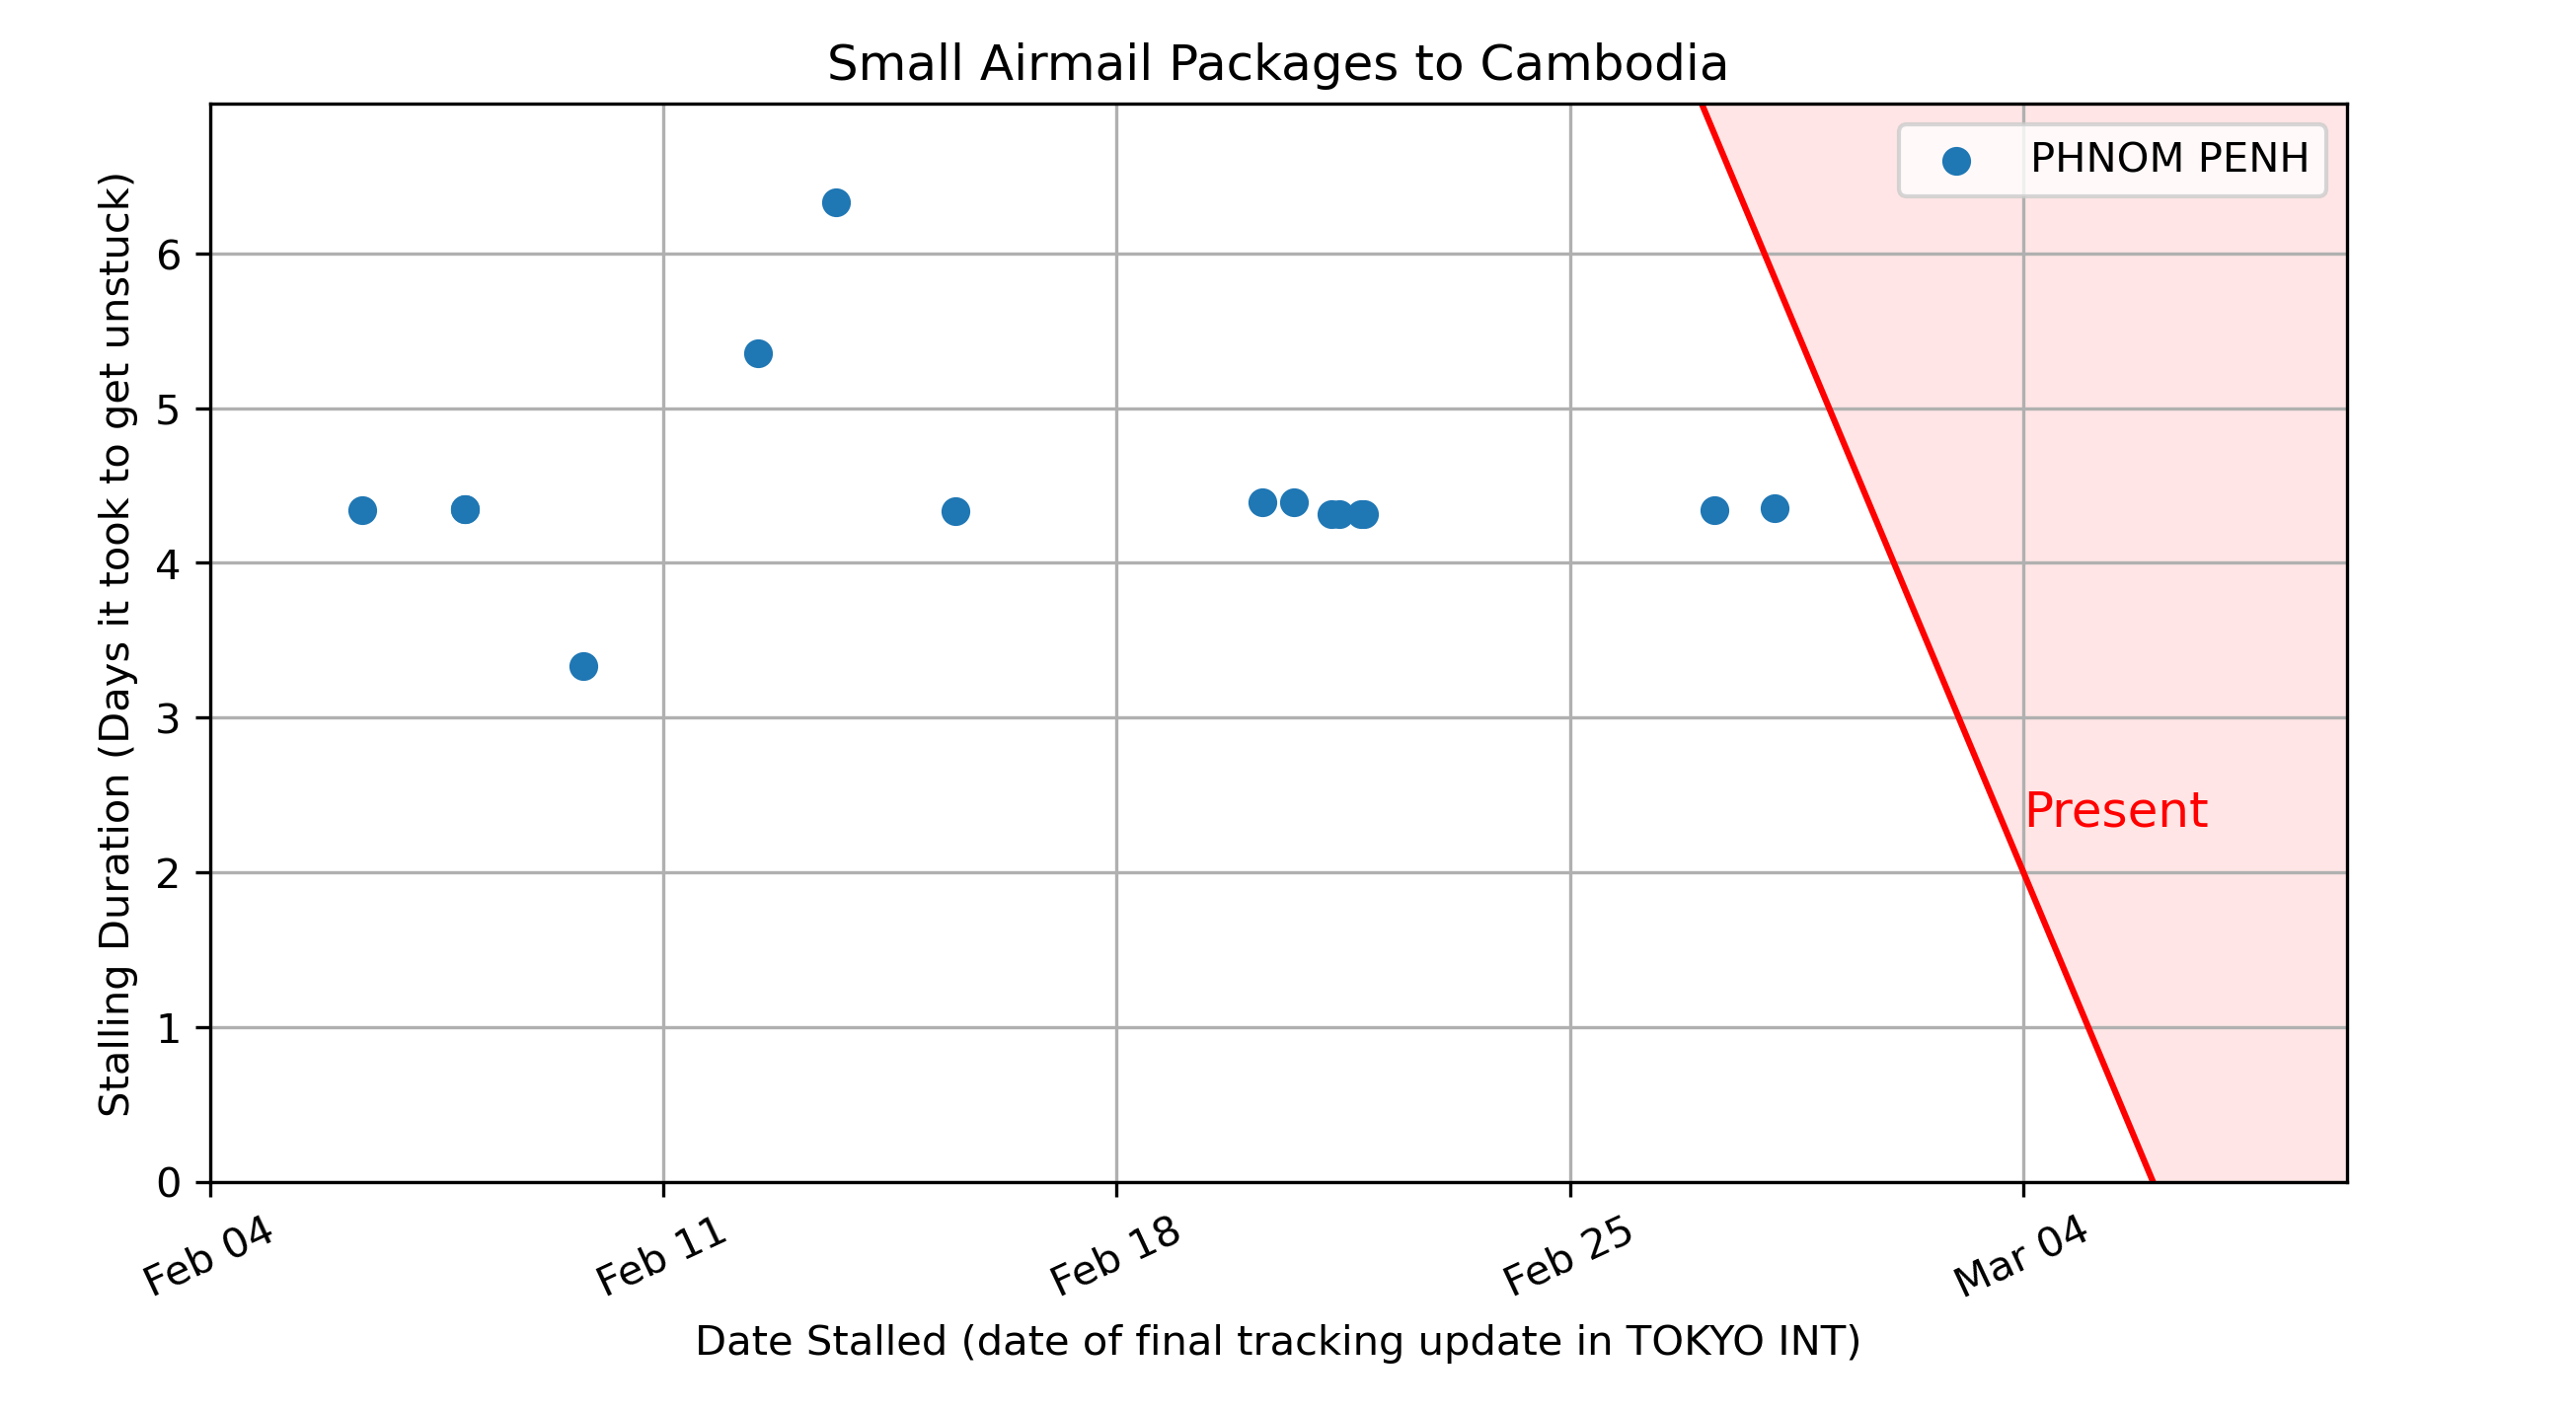 Small Airmail Packages to Cambodia
PHNOM PENH
Stalling Duration (Days it took to get unstuck)
6
5
4
3
2
1
0
Present
Feb 04
Feb 11
Feb 18
Feb 25
Mar 04
Date Stalled (date of final tracking update in TOKYO INT)